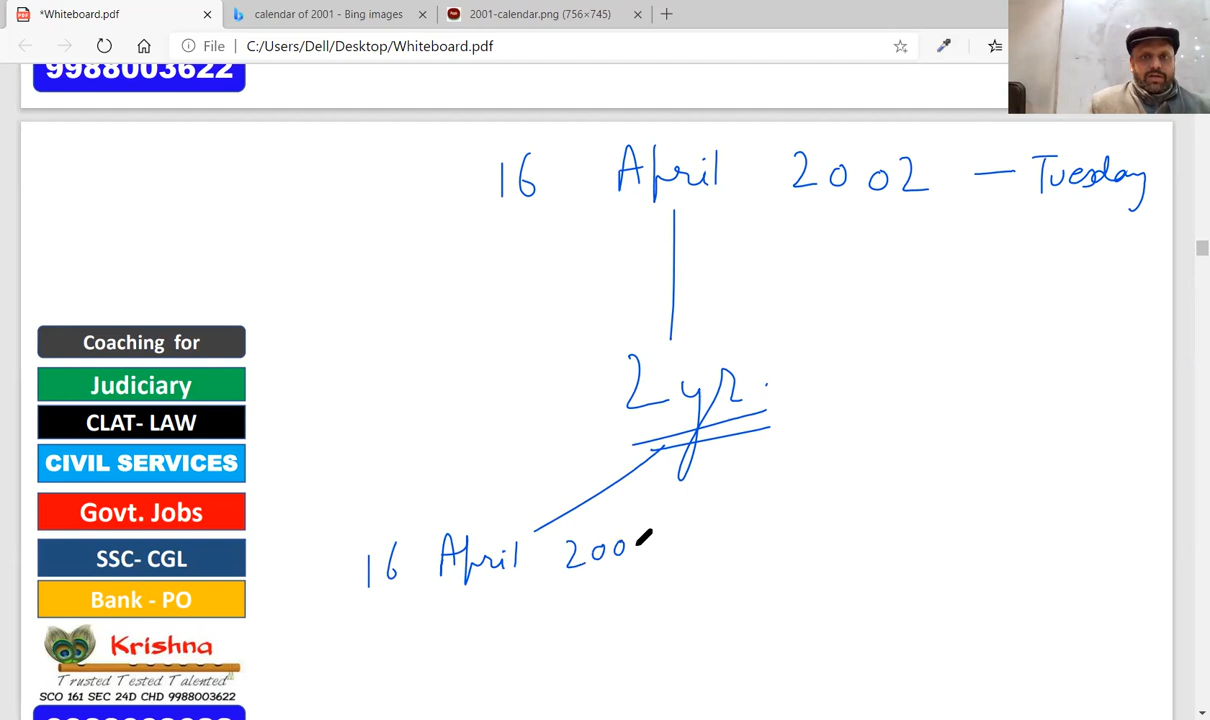 *Whiteboard.pdf
calendar of 2001 - Bing images
2001-calendar.png (756×745)
File
C:/Users/Dell/Desktop/Whiteboard.pdf
9988003622
16 April 2002 — Tuesday
2 yr.
16 April 200
Coaching for
Judiciary
CLAT- LAW
CIVIL SERVICES
Govt. Jobs
SSC- CGL
Bank - PO
Krishna
Trusted Tested Talented
SCO 161 SEC 24D CHD 9988003622
9988003622